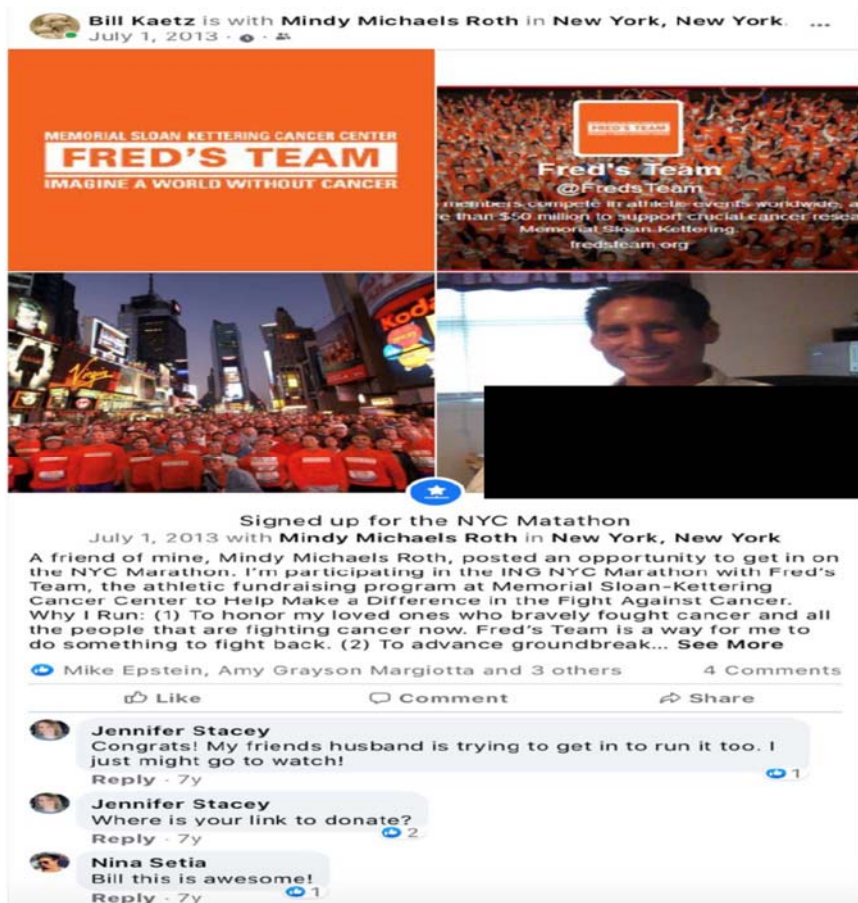 Bill Kaetz is with Mindy Michaels Roth in New York, New York.
July 1, 2013
MEMORIAL SLOAN KETTERING CANCER CENTER
FRED'S TEAM
IMAGINE A WORLD WITHOUT CANCER
FRED'S TEAM
Fred's Team
@FredsTeam
members compete in athletic events worldwide, a
e than $50 million to support crucial cancer resea
Memorial Sloan-Kettering
fredsteam.org
Virgin
Kodak
Signed up for the NYC Matathon
July 1, 2013 with Mindy Michaels Roth in New York, New York
A friend of mine, Mindy Michaels Roth, posted an opportunity to get in on
the NYC Marathon. I'm participating in the ING NYC Marathon with Fred's
Team, the athletic fundraising program at Memorial Sloan-Kettering
Cancer Center to Help Make a Difference in the Fight Against Cancer.
Why I Run: (1) To honor my loved ones who bravely fought cancer and all
the people that are fighting cancer now. Fred's Team is a way for me to
do something to fight back. (2) To advance groundbreak... See More
Mike Epstein, Amy Grayson Margiotta and 3 others 4 Comments
Like Comment Share
Jennifer Stacey
Congrats! My friends husband is trying to get in to run it too. I
just might go to watch!
Reply · 7y 1
Jennifer Stacey
Where is your link to donate?
Reply · 7y 2
Nina Setia
Bill this is awesome!
Reply · 7y 1